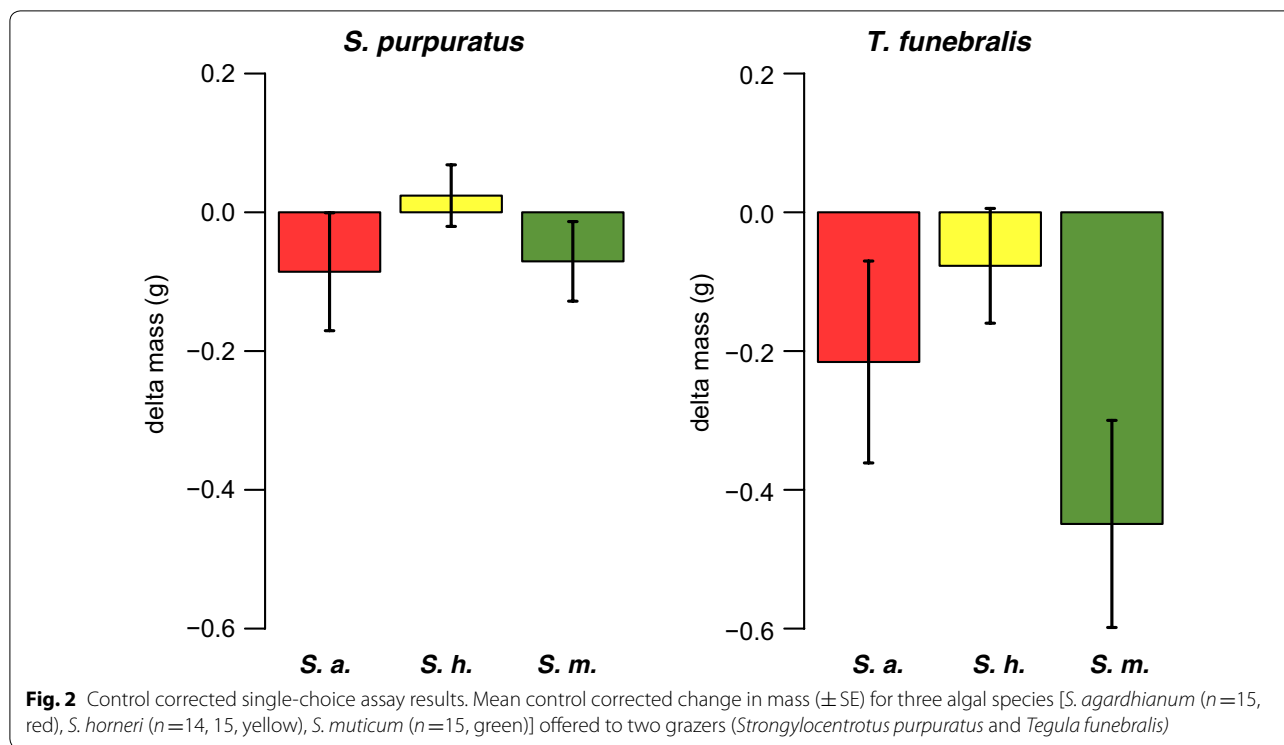 S. purpuratus
T. funebralis
0.2
0.0
−0.2
−0.4
−0.6
delta mass (g)
S. a.
S. h.
S. m.
0.2
0.0
−0.2
−0.4
−0.6
delta mass (g)
S. a.
S. h.
S. m.
Fig. 2 Control corrected single-choice assay results. Mean control corrected change in mass (± SE) for three algal species [S. agardhianum (n = 15,
red), S. horneri (n = 14, 15, yellow), S. muticum (n = 15, green)] offered to two grazers (Strongylocentrotus purpuratus and Tegula funebralis)